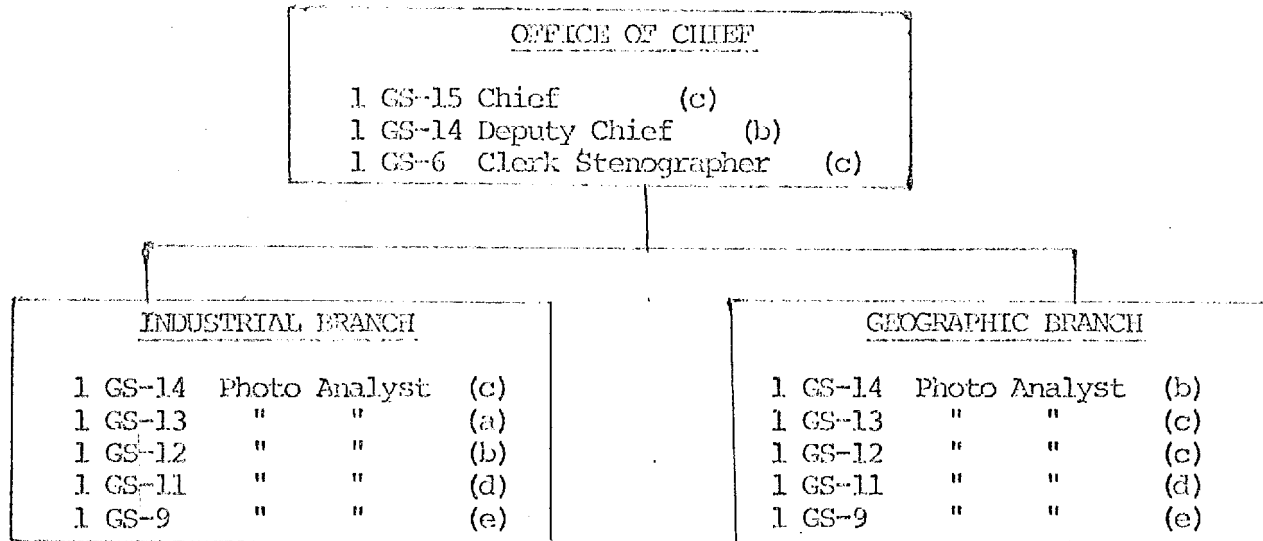 OFFICE OF CHIEF
1 GS-15 Chief (c)
1 GS-14 Deputy Chief (b)
1 GS-6 Clerk Stenographer (c)
INDUSTRIAL BRANCH
1 GS-14 Photo Analyst (c)
1 GS-13 " " (a)
1 GS-12 " " (b)
1 GS-11 " " (d)
1 GS-9 " " (e)
GEOGRAPHIC BRANCH
1 GS-14 Photo Analyst (b)
1 GS-13 " " (c)
1 GS-12 " " (c)
1 GS-11 " " (d)
1 GS-9 " " (e)